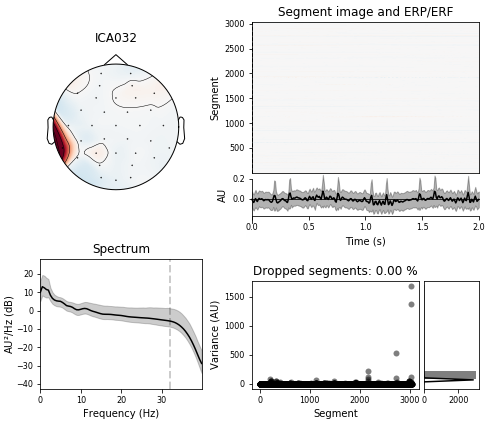 ICA032
Segment image and ERP/ERF
3000
2500
2000
1500
1000
500
Segment
0.2
0.0
AU
0.0 0.5 1.0 1.5 2.0
Time (s)
Spectrum
20
10
0
−10
−20
−30
−40
AU²/Hz (dB)
0 10 20 30
Frequency (Hz)
Dropped segments: 0.00 %
1500
1000
500
0
Variance (AU)
0 1000 2000 3000
Segment
0 2000